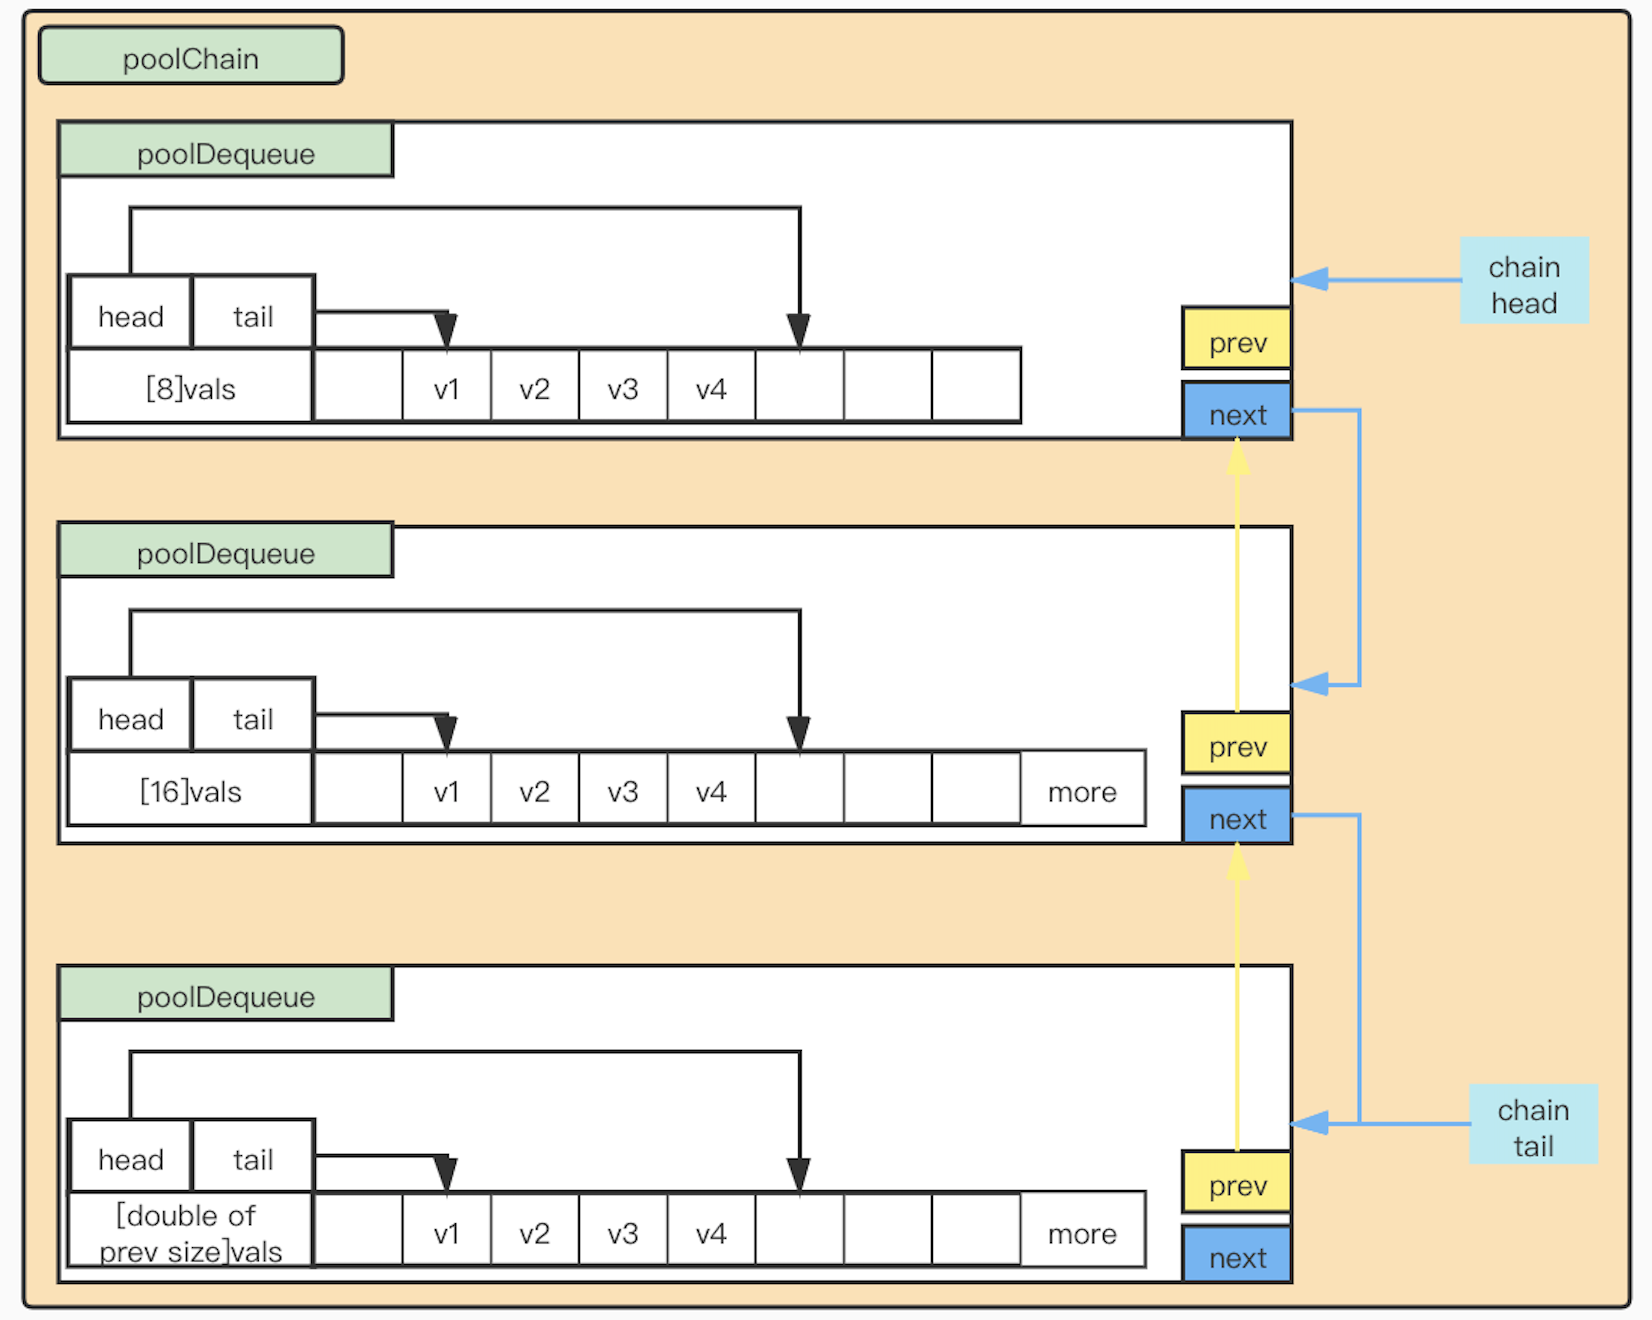 poolChain
poolDequeue
head
tail
[8]vals
v1
v2
v3
v4
prev
next
chain
head
poolDequeue
head
tail
[16]vals
v1
v2
v3
v4
more
prev
next
poolDequeue
head
tail
[double of
prev size]vals
v1
v2
v3
v4
more
prev
next
chain
tail